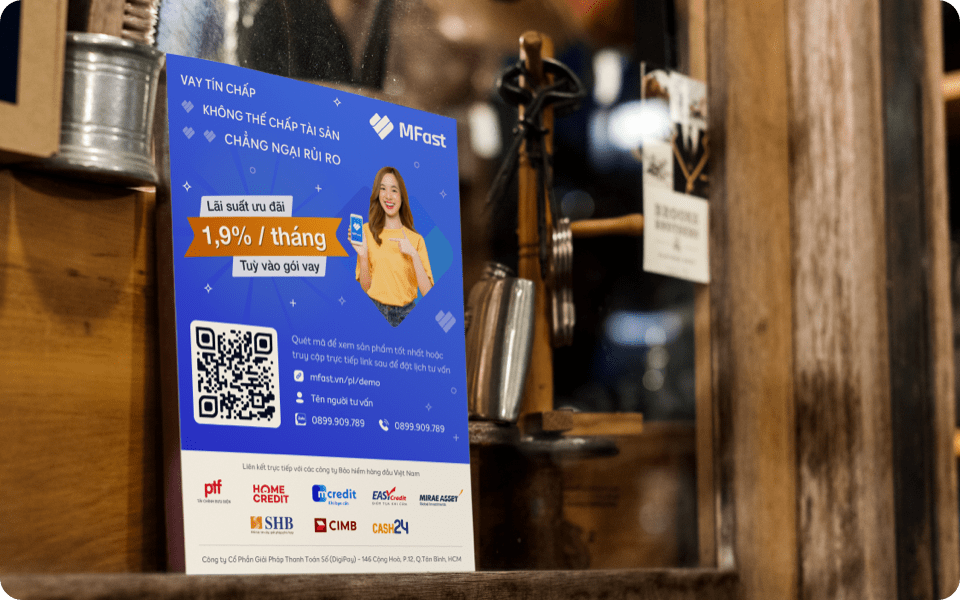 VAY TÍN CHẤP
KHÔNG THẾ CHẤP TÀI SẢN
CHẲNG NGẠI RỦI RO
MFast
Lãi suất ưu đãi
1,9% / tháng
Tuỳ vào gói vay
Quét mã để xem sản phẩm tốt nhất hoặc
truy cập trực tiếp link sau để đặt lịch tư vấn
mfast.vn/pl/demo
Tên người tư vấn
0899.909.789
0899.909.789
Liên kết trực tiếp với các công ty Bảo hiểm hàng đầu Việt Nam
ptf
HOME
CREDIT
mcredit
EASY Credit
MIRAE ASSET
SHB
CIMB
CASH24
Công ty Cổ Phần Giải Pháp Thanh Toán Số (DigiPay) - 146 Cộng Hoà, P.12, Q.Tân Bình, HCM
BROOKS
BROTHERS